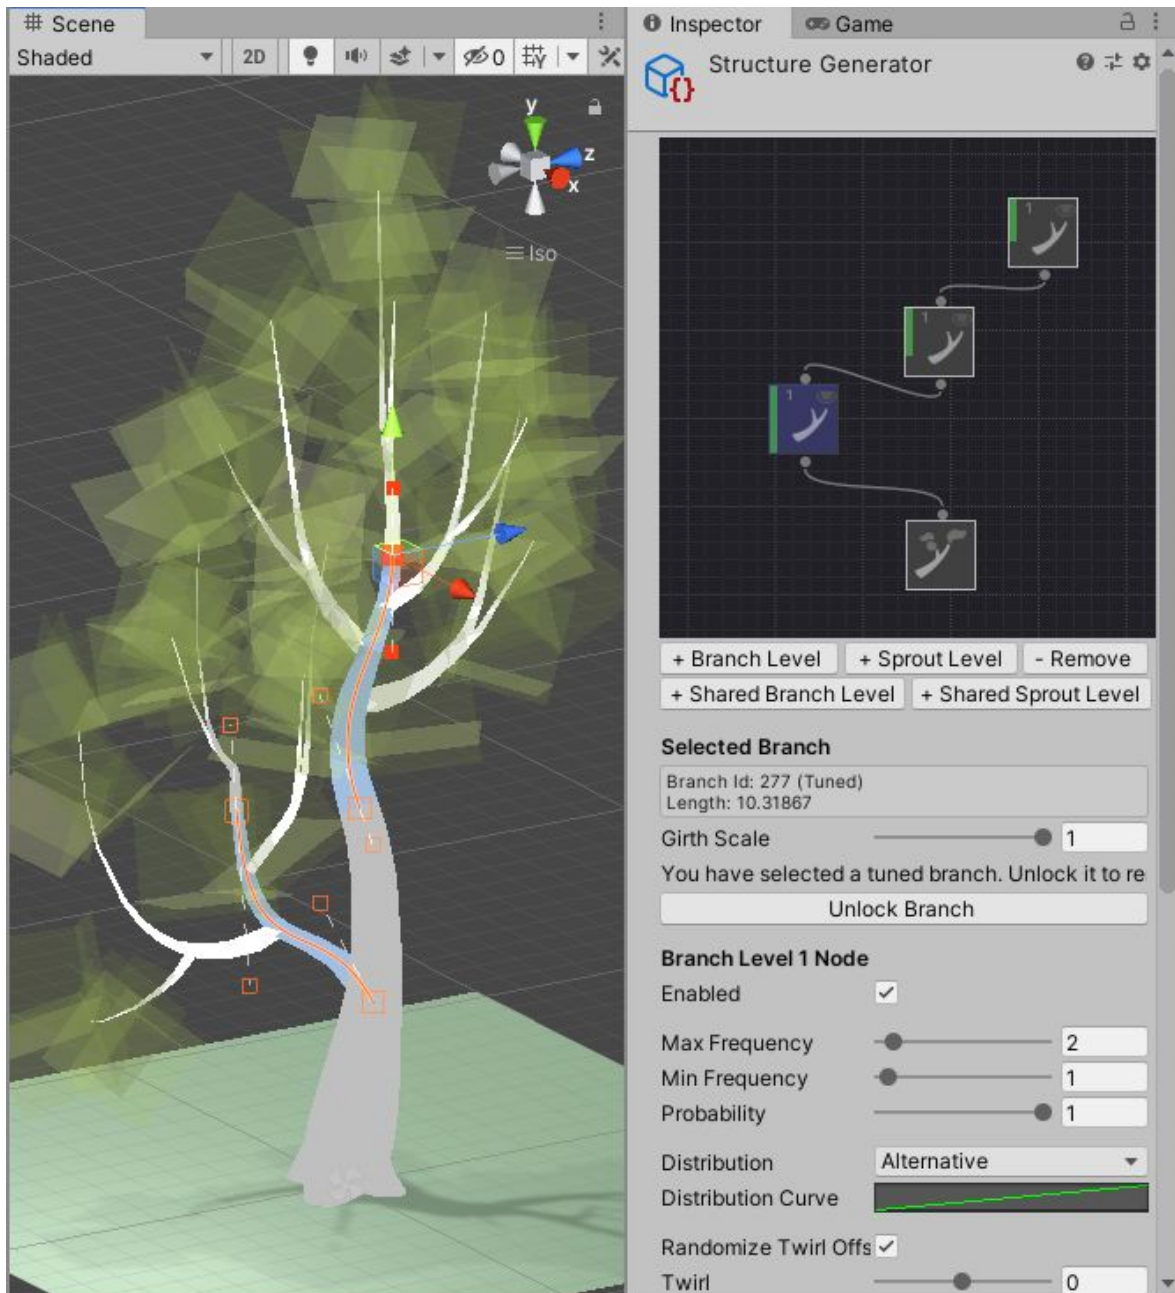 Scene
Shaded
2D
0
y
z
x
Iso
Inspector
Game
Structure Generator
1
1
1
+ Branch Level
+ Sprout Level
- Remove
+ Shared Branch Level
+ Shared Sprout Level
Selected Branch
Branch Id: 277 (Tuned)
Length: 10.31867
Girth Scale
1
You have selected a tuned branch. Unlock it to re
Unlock Branch
Branch Level 1 Node
Enabled
Max Frequency
2
Min Frequency
1
Probability
1
Distribution
Alternative
Distribution Curve
Randomize Twirl Offs
Twirl
0